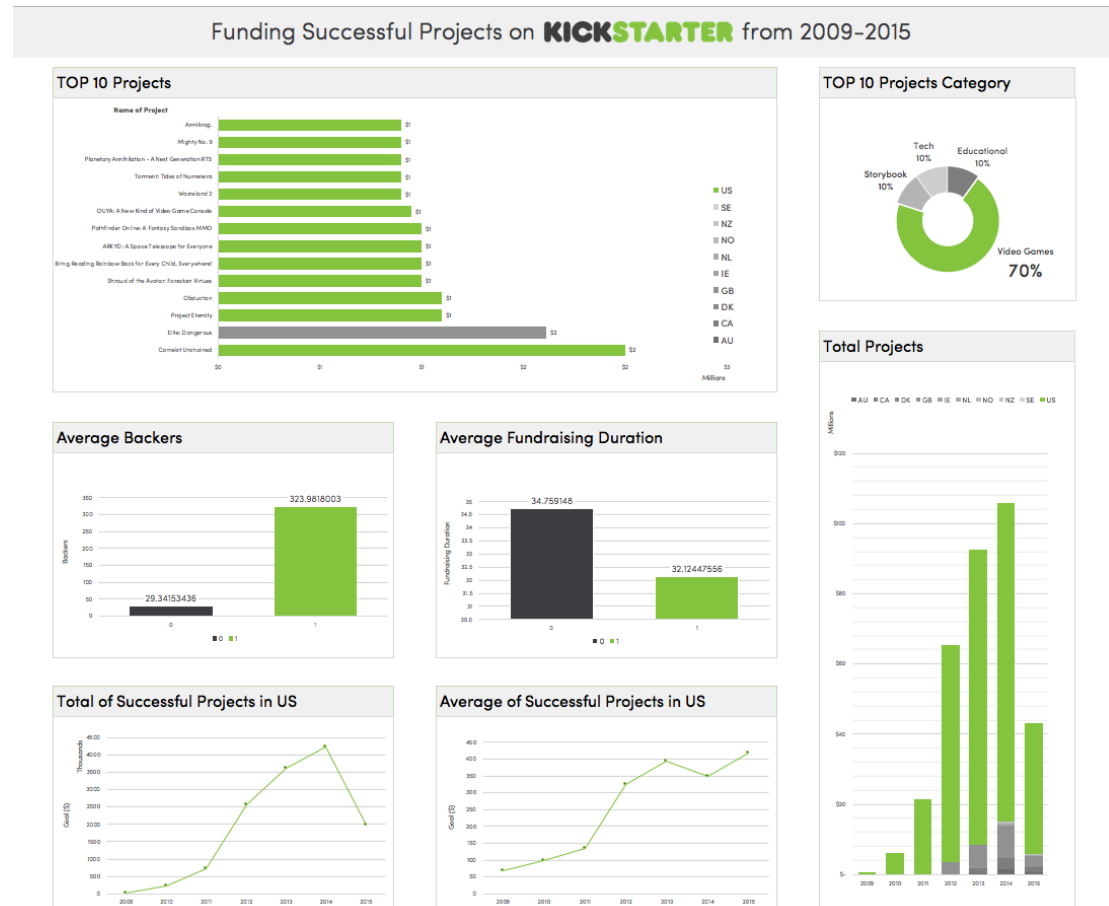 Funding Successful Projects on KICKSTARTER from 2009-2015
TOP 10 Projects
Name of Project
Armikrog.
$1
Mighty No. 9
$1
Planetary Annihilation - A Next Generation RTS
$1
Torment: Tides of Numenera
$1
Wasteland 2
$1
OUYA: A New Kind of Video Game Console
$1
Pathfinder Online: A Fantasy Sandbox MMO
$1
ARKYD: A Space Telescope for Everyone
$1
Bring Reading Rainbow Back for Every Child, Everywhere!
$1
Shroud of the Avatar: Forsaken Virtues
$1
Obduction
$1
Project Eternity
$1
Elite: Dangerous
$2
Camelot Unchained
$2
$0 $1 $1 $2 $2 $3
Millions
US
SE
NZ
NO
NL
IE
GB
DK
CA
AU
TOP 10 Projects Category
Tech
10%
Educational
10%
Storybook
10%
Video Games
70%
Total Projects
AU CA DK GB IE NL NO NZ SE US
Millions
$120
$100
$80
$60
$40
$20
$-
2009 2010 2011 2012 2013 2014 2015
Average Backers
Backers
350
300
250
200
150
100
50
0
29.34153436
323.9818003
0 1
0 1
Average Fundraising Duration
Fundraising Duration
35
34.5
34
33.5
33
32.5
32
31.5
31
30.5
34.759148
32.12447556
0 1
0 1
Total of Successful Projects in US
Thousands
Goal ($)
4500
4000
3500
3000
2500
2000
1500
1000
500
0
2009 2010 2011 2012 2013 2014 2015
Average of Successful Projects in US
Goal ($)
450
400
350
300
250
200
150
100
50
0
2009 2010 2011 2012 2013 2014 2015